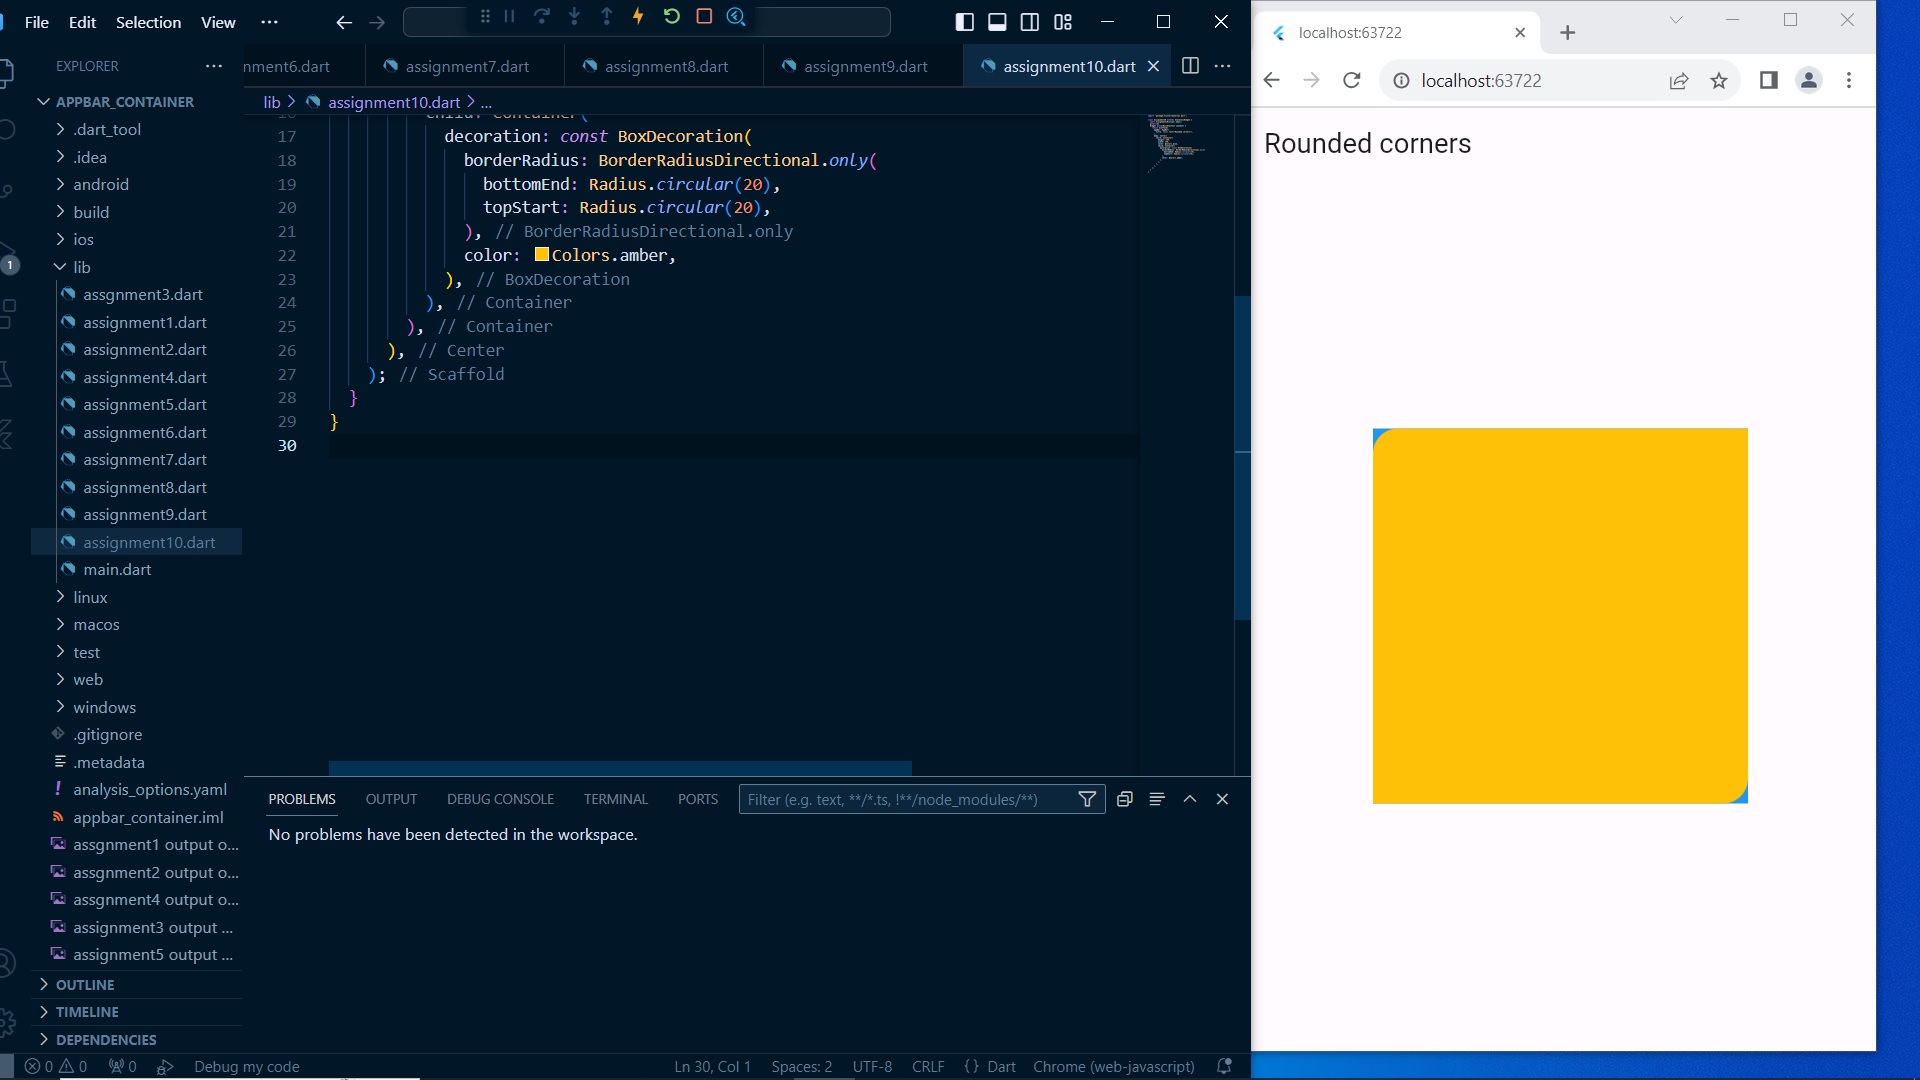 File Edit Selection View ···
EXPLORER ···
APPBAR_CONTAINER
.dart_tool
.idea
android
build
ios
lib
assgnment3.dart
assignment1.dart
assignment2.dart
assignment4.dart
assignment5.dart
assignment6.dart
assignment7.dart
assignment8.dart
assignment9.dart
assignment10.dart
main.dart
linux
macos
test
web
windows
.gitignore
.metadata
! analysis_options.yaml
appbar_container.iml
assgnment1 output o...
assgnment2 output o...
assgnment4 output o...
assignment3 output ...
assignment5 output ...
OUTLINE
TIMELINE
DEPENDENCIES
1
nment6.dart assignment7.dart assignment8.dart assignment9.dart assignment10.dart ···
lib > assignment10.dart > ...
16 child: Container(
17 decoration: const BoxDecoration(
18 borderRadius: BorderRadiusDirectional.only(
19 bottomEnd: Radius.circular(20),
20 topStart: Radius.circular(20),
21 ), // BorderRadiusDirectional.only
22 color: Colors.amber,
23 ), // BoxDecoration
24 ), // Container
25 ), // Container
26 ), // Center
27 ); // Scaffold
28 }
29 }
30
PROBLEMS OUTPUT DEBUG CONSOLE TERMINAL PORTS Filter (e.g. text, **/*.ts, !**/node_modules/**)
No problems have been detected in the workspace.
0 0 0 Debug my code Ln 30, Col 1 Spaces: 2 UTF-8 CRLF {} Dart Chrome (web-javascript)
localhost:63722
localhost:63722
Rounded corners